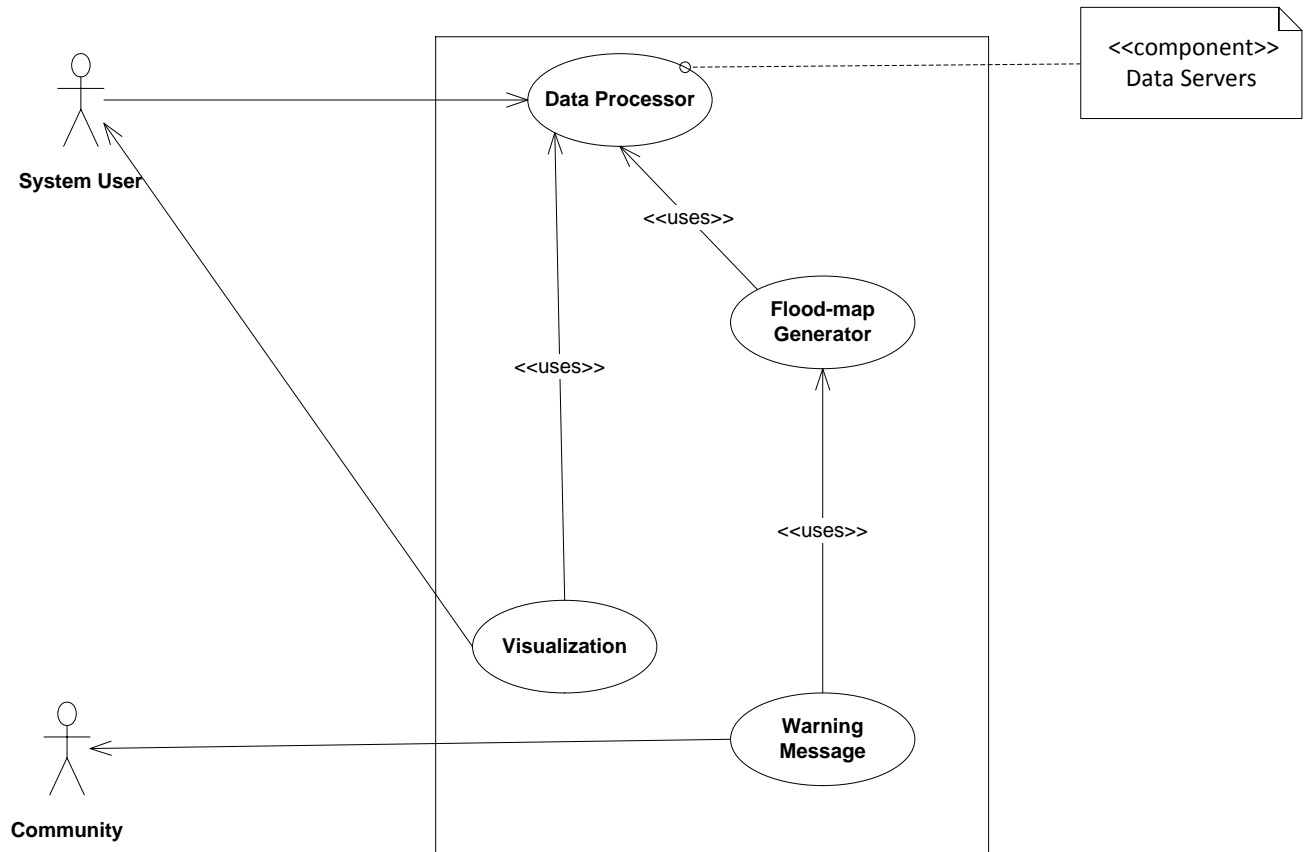 <<component>>
Data Servers
Data Processor
System User
<<uses>>
Flood-map
Generator
<<uses>>
<<uses>>
Visualization
Warning
Message
Community